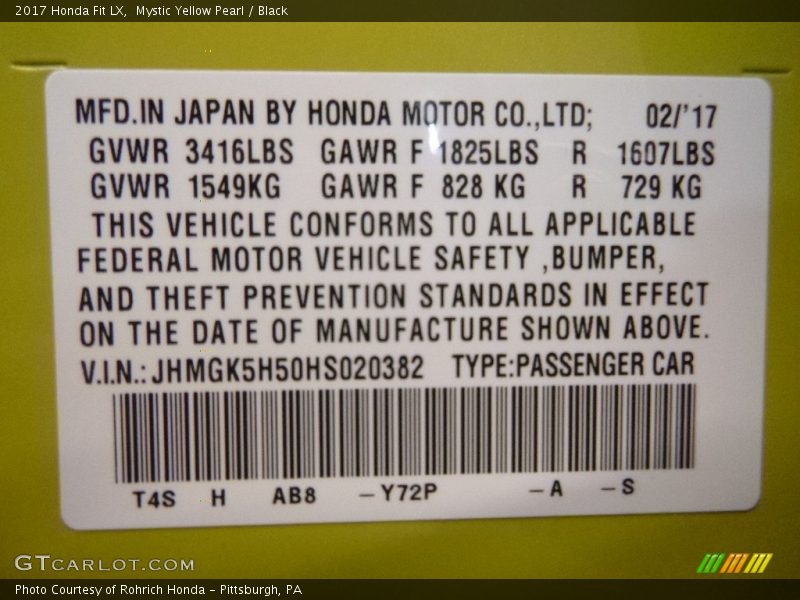 2017 Honda Fit LX,  Mystic Yellow Pearl / Black
MFD.IN JAPAN BY HONDA MOTOR CO.,LTD; 02/'17
GVWR 3416LBS GAWR F 1825LBS R 1607LBS
GVWR 1549KG GAWR F 828 KG R 729 KG
THIS VEHICLE CONFORMS TO ALL APPLICABLE
FEDERAL MOTOR VEHICLE SAFETY ,BUMPER,
AND THEFT PREVENTION STANDARDS IN EFFECT
ON THE DATE OF MANUFACTURE SHOWN ABOVE.
V.I.N.: JHMGK5H50HS020382 TYPE:PASSENGER CAR
T4S H AB8 –Y72P –A –S
GTCARLOT.COM
Photo Courtesy of Rohrich Honda - Pittsburgh, PA